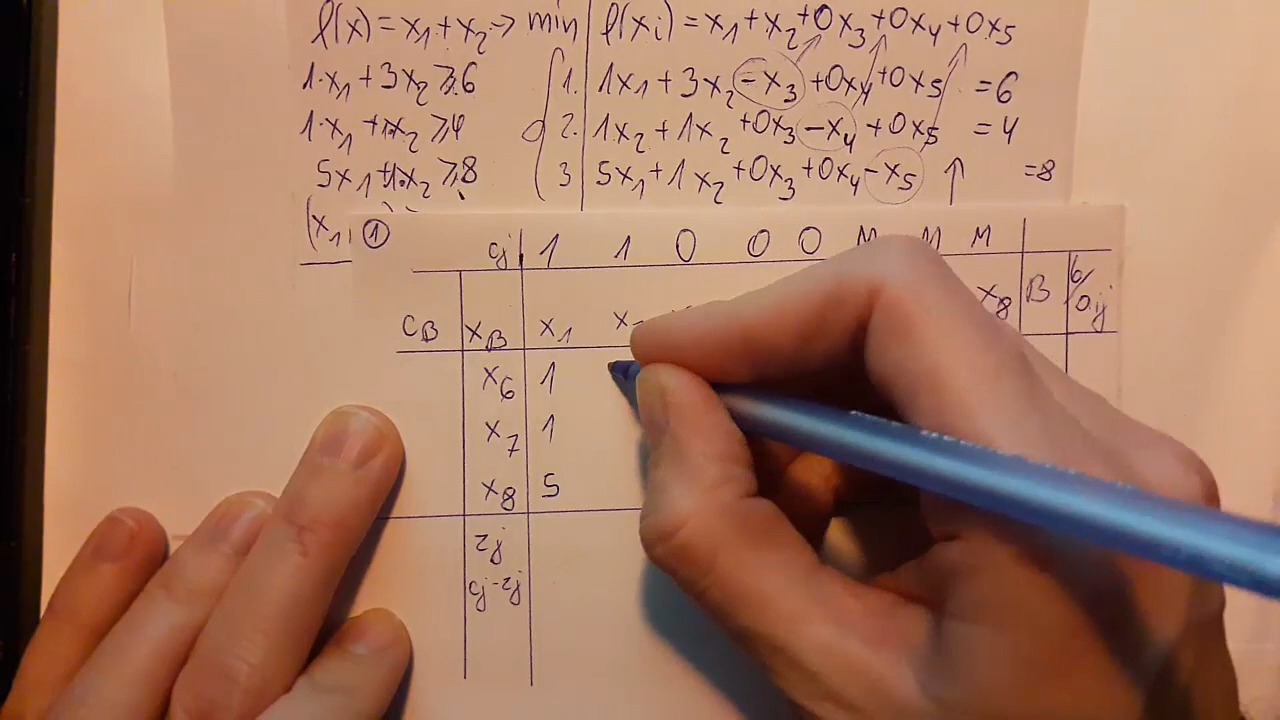 f(x) = x₁ + x₂ → min f(xi) = x₁ + x₂ + 0x₃ + 0x₄ + 0x₅
1·x₁ + 3x₂ ≥ 6 1. 1x₁ + 3x₂ - x₃ + 0x₄ + 0x₅ = 6
1·x₁ + 1x₂ ≥ 4 2. 1x₂ + 1x₂ + 0x₃ - x₄ + 0x₅ = 4
5x₁ + 1·x₂ ≥ 8 3 5x₁ + 1x₂ + 0x₃ + 0x₄ - x₅ = 8
(x₁,
① cj 1 1 0 0 0 M M M
CB XB x₁ x₈ B b/aij
x₆ 1
x₇ 1
x₈ 5
zj
cj-zj